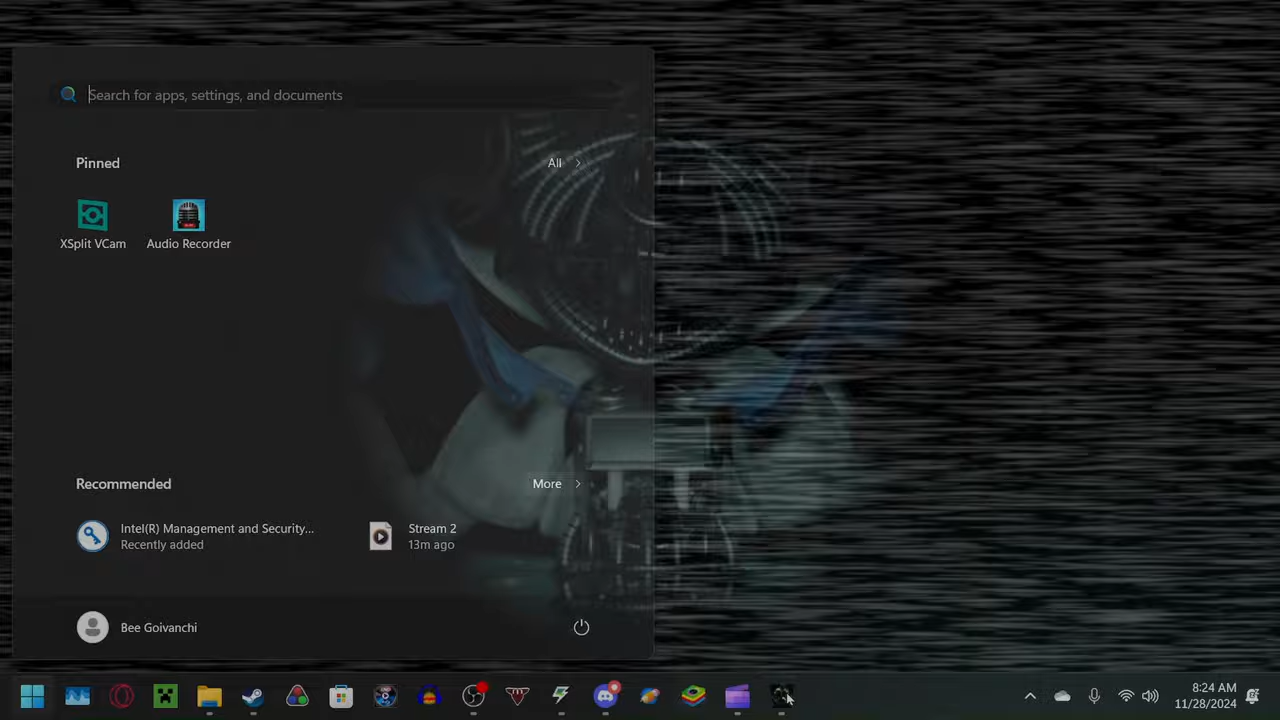 Search for apps, settings, and documents
Pinned
All
XSplit VCam
Audio Recorder
Recommended
More
Intel(R) Management and Security...
Recently added
Stream 2
13m ago
Bee Goivanchi
8:24 AM
11/28/2024